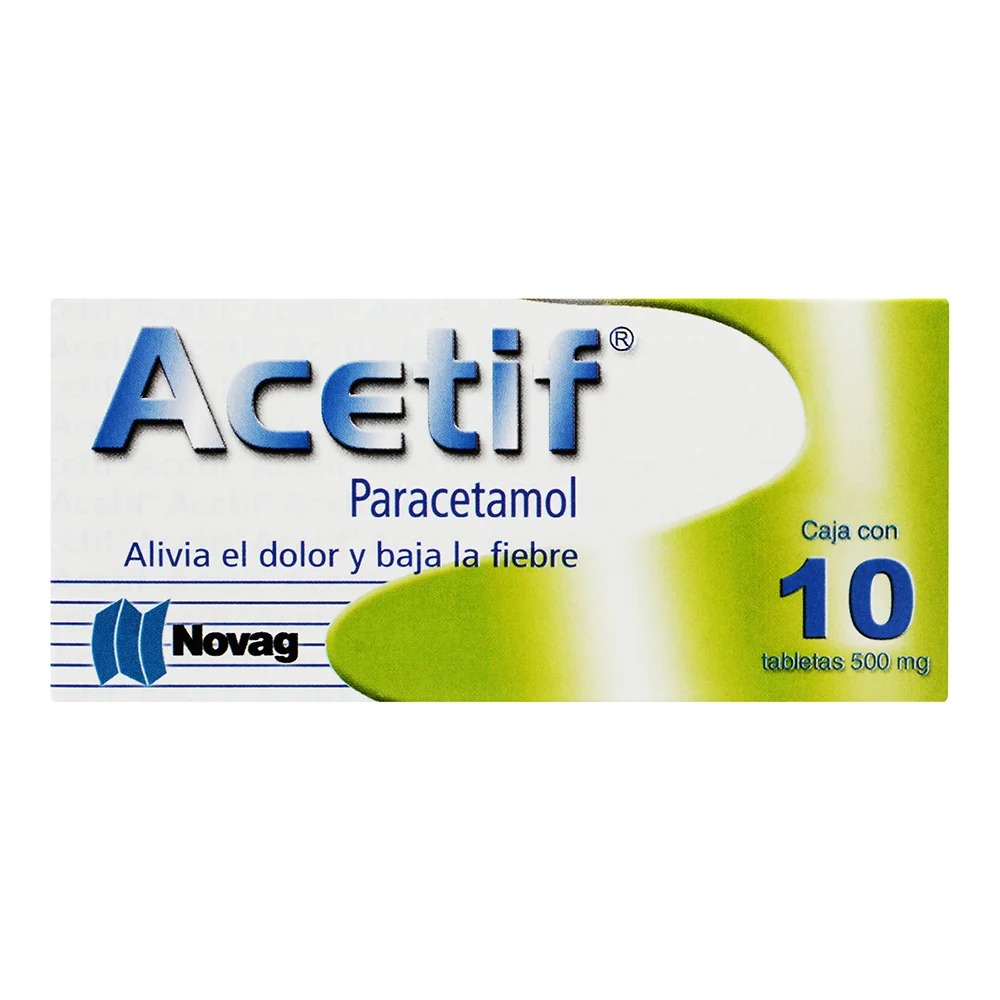 Acetif®
Paracetamol
Alivia el dolor y baja la fiebre
Novag
Caja con
10
tabletas 500 mg